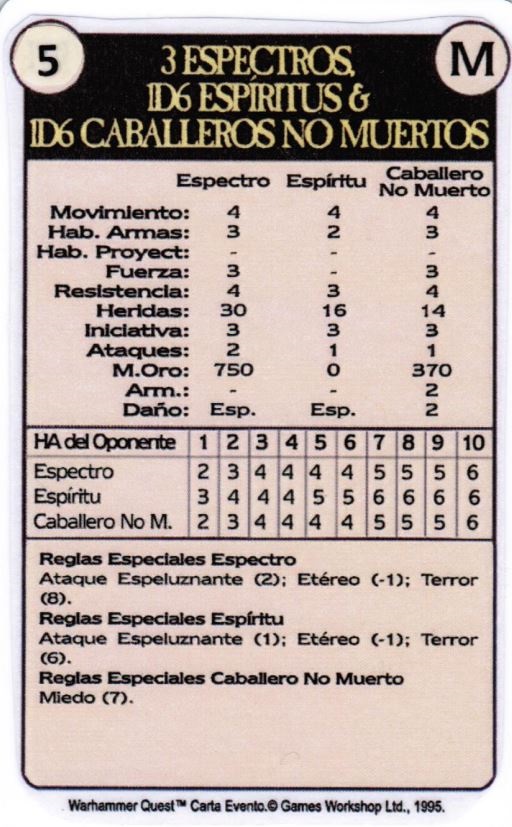 5
M
3 ESPECTROS,
1D6 ESPÍRITUS &
1D6 CABALLEROS NO MUERTOS
Espectro Espíritu Caballero No Muerto
Movimiento: 4 4 4
Hab. Armas: 3 2 3
Hab. Proyect: - - -
Fuerza: 3 - 3
Resistencia: 4 3 4
Heridas: 30 16 14
Iniciativa: 3 3 3
Ataques: 2 1 1
M.Oro: 750 0 370
Arm.: - - 2
Daño: Esp. Esp. 2
HA del Oponente 1 2 3 4 5 6 7 8 9 10
Espectro 2 3 4 4 4 4 5 5 5 6
Espíritu 3 4 4 4 5 5 6 6 6 6
Caballero No M. 2 3 4 4 4 4 5 5 5 6
Reglas Especiales Espectro
Ataque Espeluznante (2); Etéreo (-1); Terror
(8).
Reglas Especiales Espíritu
Ataque Espeluznante (1); Etéreo (-1); Terror
(6).
Reglas Especiales Caballero No Muerto
Miedo (7).
Warhammer Quest™ Carta Evento.© Games Workshop Ltd., 1995.